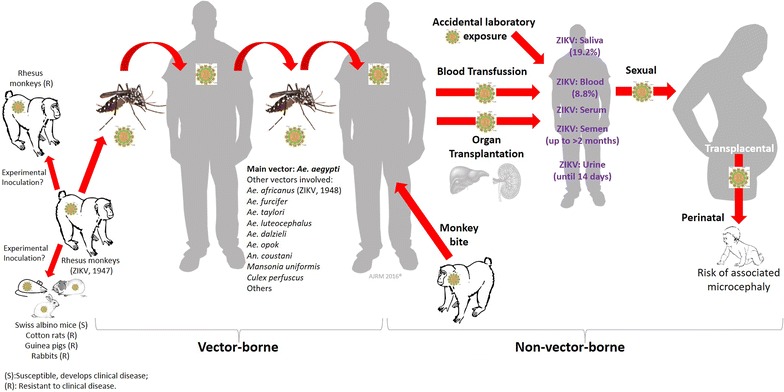 Rhesus
monkeys (R)
Experimental
Inoculation?
Experimental
Inoculation?
Rhesus monkeys
(ZIKV, 1947)
Swiss albino mice (S)
Cotton rats (R)
Guinea pigs (R)
Rabbits (R)
(S):Susceptible, develops clinical disease;
(R): Resistant to clinical disease.
Main vector: Ae. aegypti
Other vectors involved:
Ae. africanus (ZIKV, 1948)
Ae. furcifer
Ae. taylori
Ae. luteocephalus
Ae. dalzieli
Ae. opok
An. coustani
Mansonia uniformis
Culex perfuscus
Others
Vector-borne
AJRM 2016®
Accidental laboratory
exposure
Blood Transfussion
Organ
Transplantation
Monkey
bite
ZIKV: Saliva
(19.2%)
ZIKV: Blood
(8.8%)
ZIKV: Serum
ZIKV: Semen
(up to >2 months)
ZIKV: Urine
(until 14 days)
Sexual
Transplacental
Perinatal
Risk of associated
microcephaly
Non-vector-borne